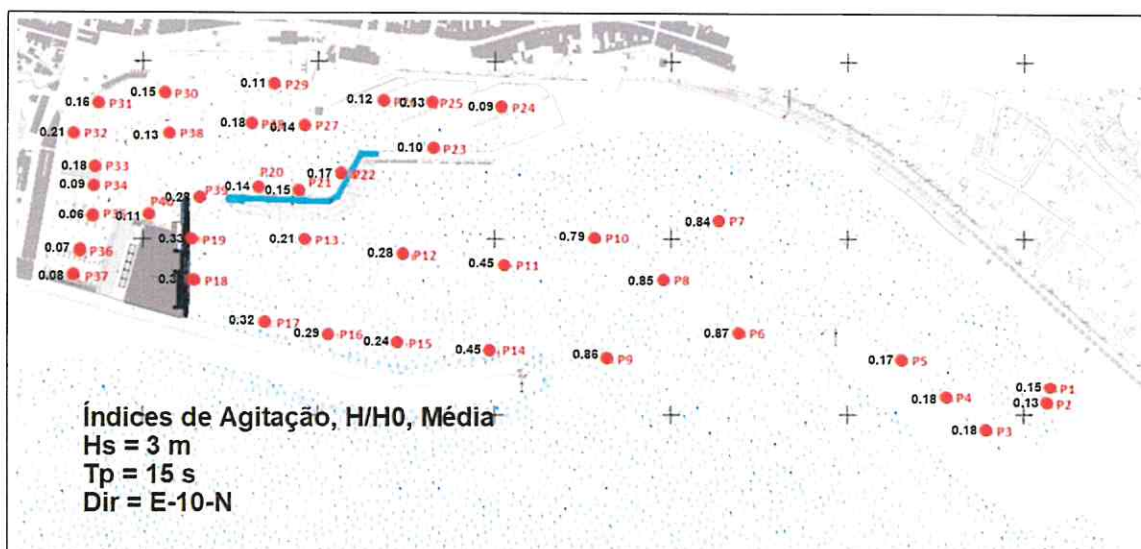 0.11 P29
0.15 P30
0.16 P31
0.12
0.13 P25
0.09 P24
0.21 P32
0.13 P38
0.18
0.14 P27
0.10 P23
0.18 P33
0.09 P34
0.17 P22
0.14 P20
0.15 P21
0.28 P39
0.06
0.11 P40
0.84 P7
0.33 P19
0.21 P13
0.79 P10
0.07 P36
0.28 P12
0.45 P11
0.08 P37
P18
0.85 P8
0.32 P17
0.29 P16
0.24 P15
0.45 P14
0.87 P6
0.86 P9
0.17 P5
0.15 P1
0.18 P4
0.13 P2
0.18 P3
Índices de Agitação, H/H0, Média
Hs = 3 m
Tp = 15 s
Dir = E-10-N